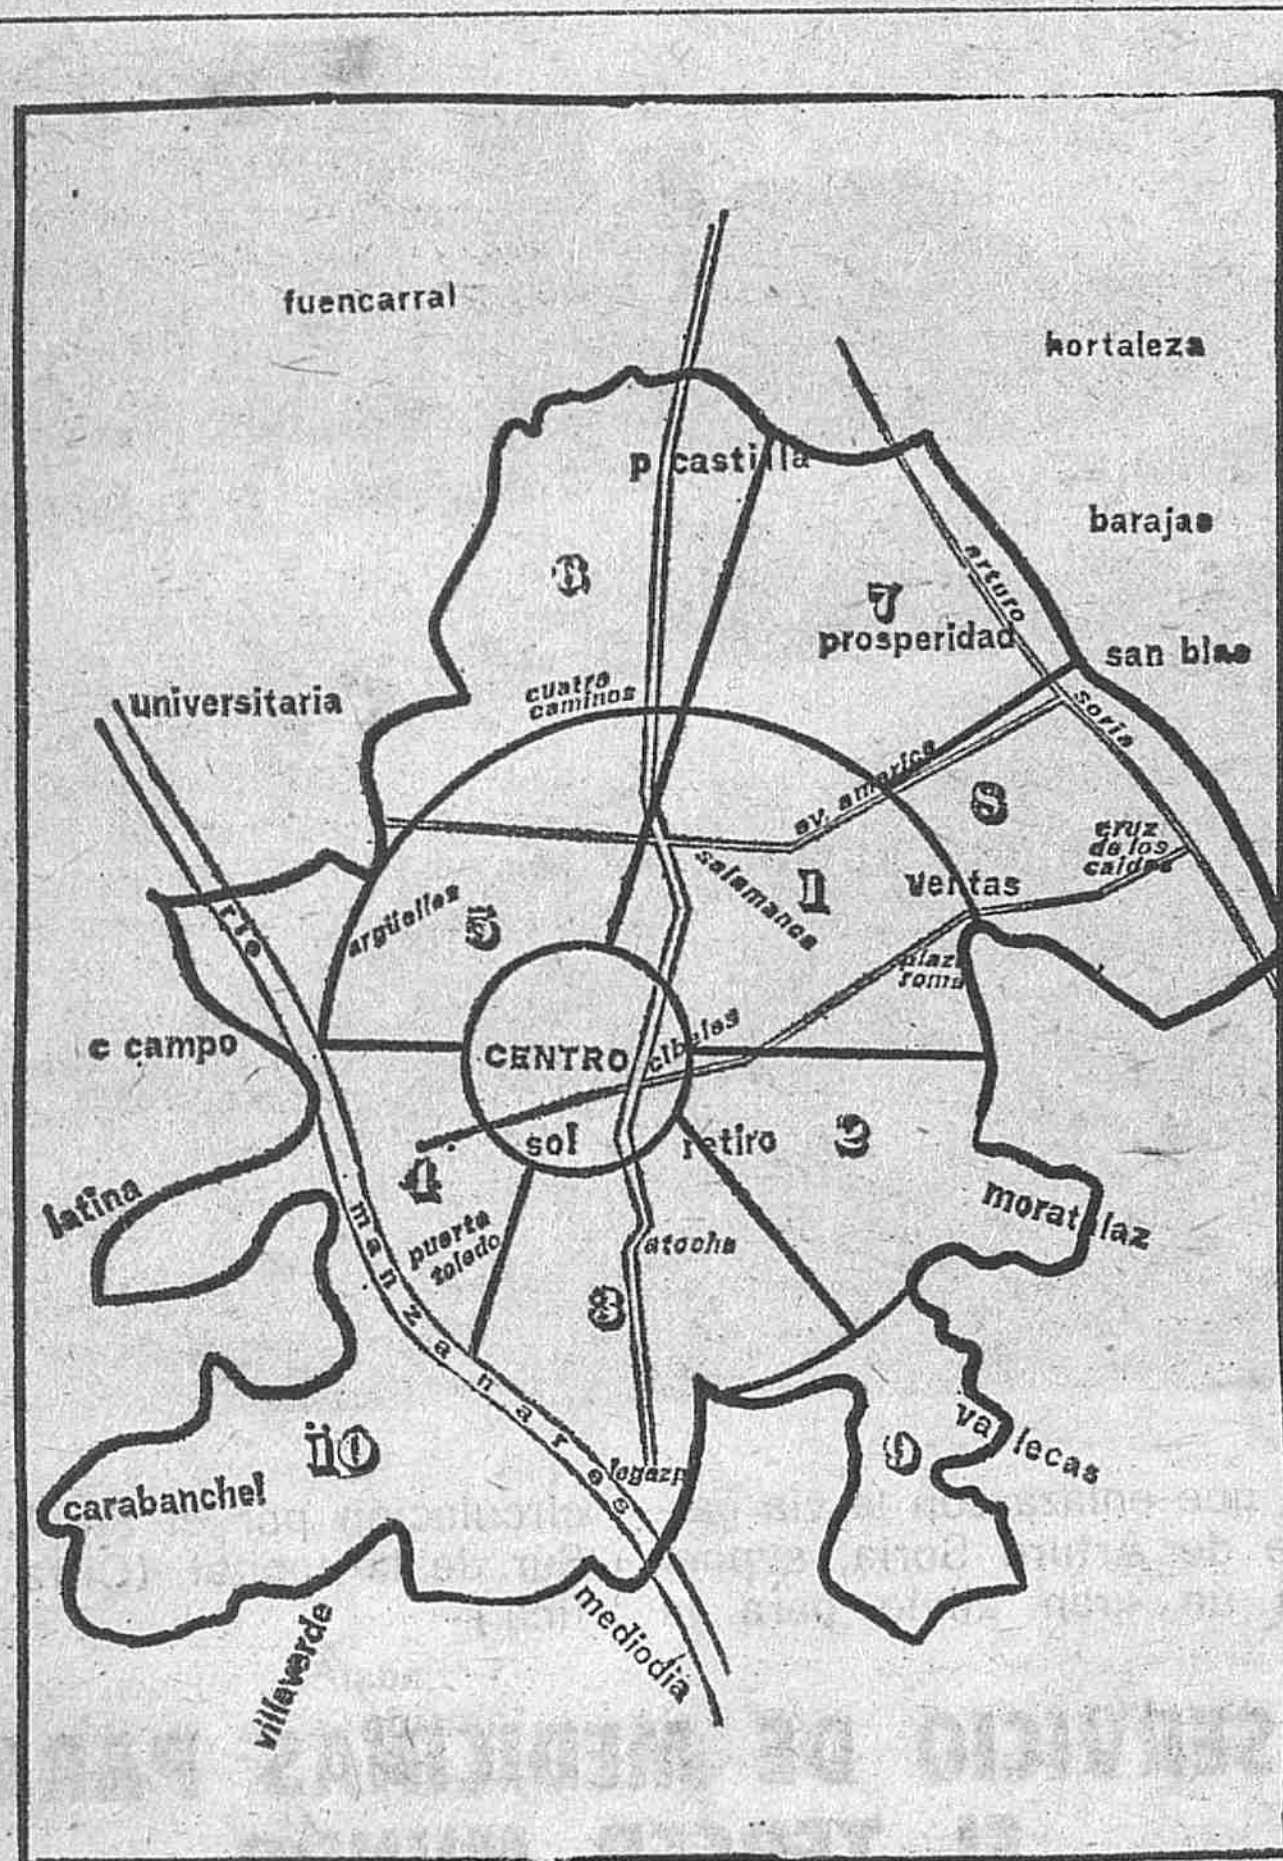 fuencarral
hortaleza
p castilla
barajas
6
arturo
7
prosperidad
san blas
universitaria
cuatro
caminos
soria
av. america
8
cruz
de los
caidos
salamanca
1
ventas
rio
argüelles
5
plaza
roma
c campo
CENTRO
cibeles
sol
retiro
2
4
latina
manzanares
puerta
toledo
atocha
moratalaz
3
vallecas
10
9
legazpi
carabanchel
villaverde
mediodia